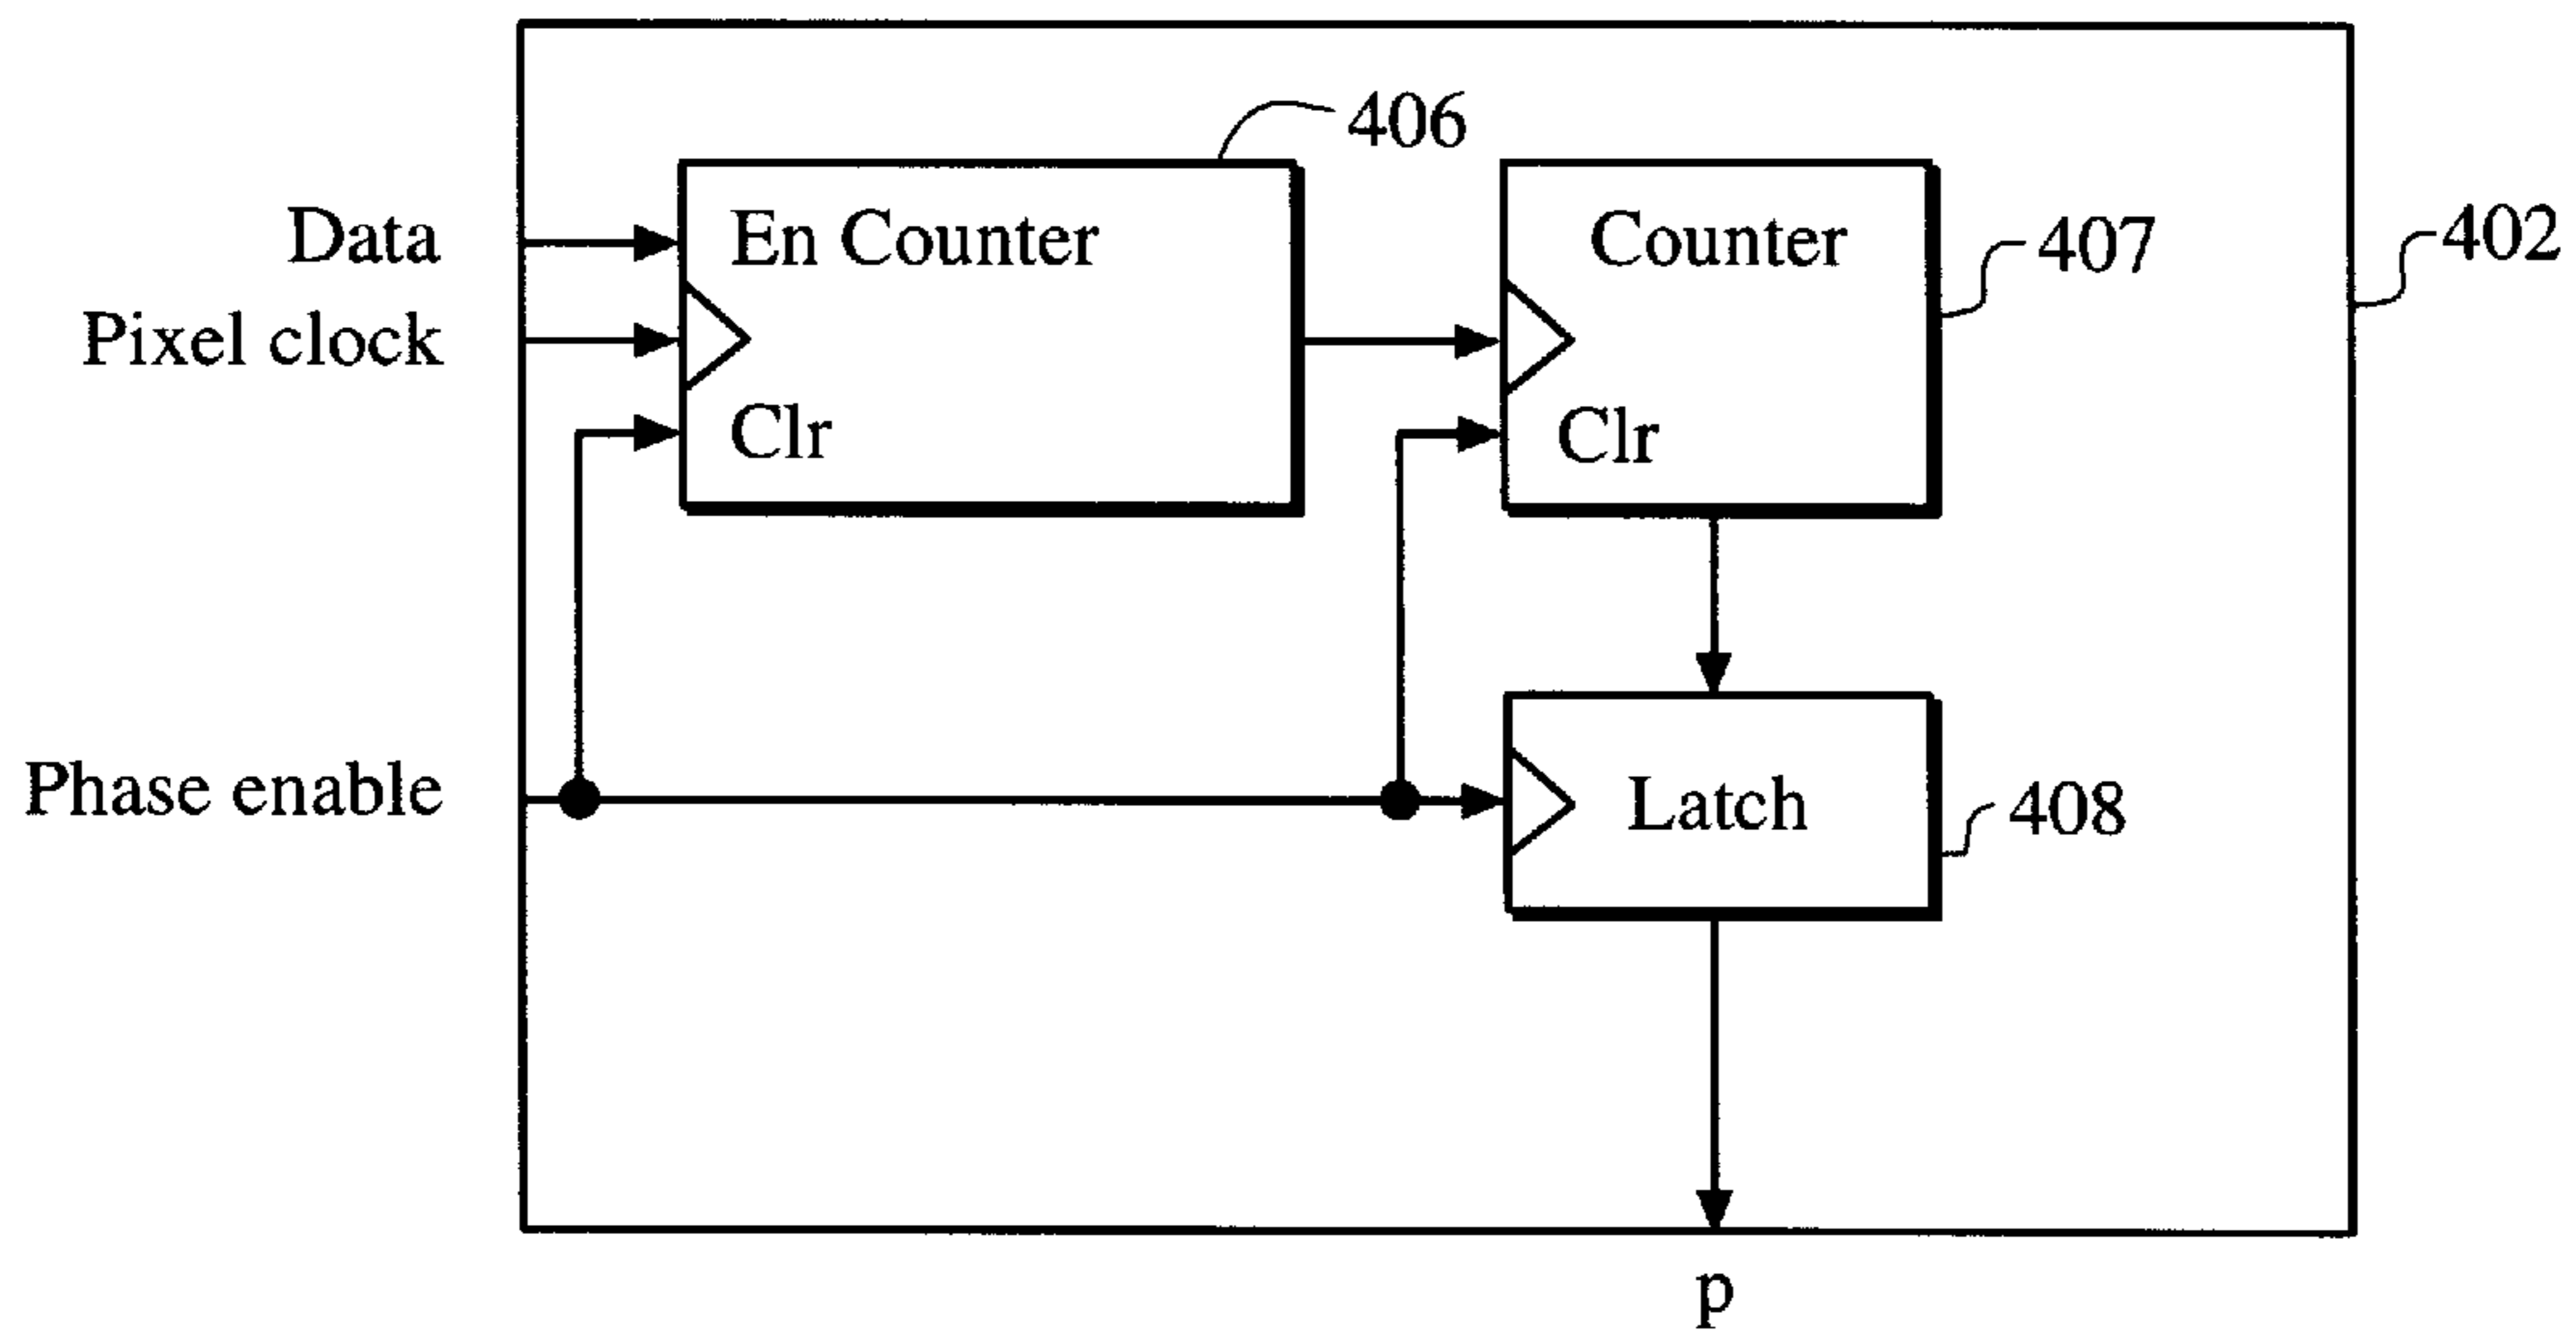 406
Data
En Counter
Counter
407
402
Pixel clock
Clr
Clr
Phase enable
Latch
408
p